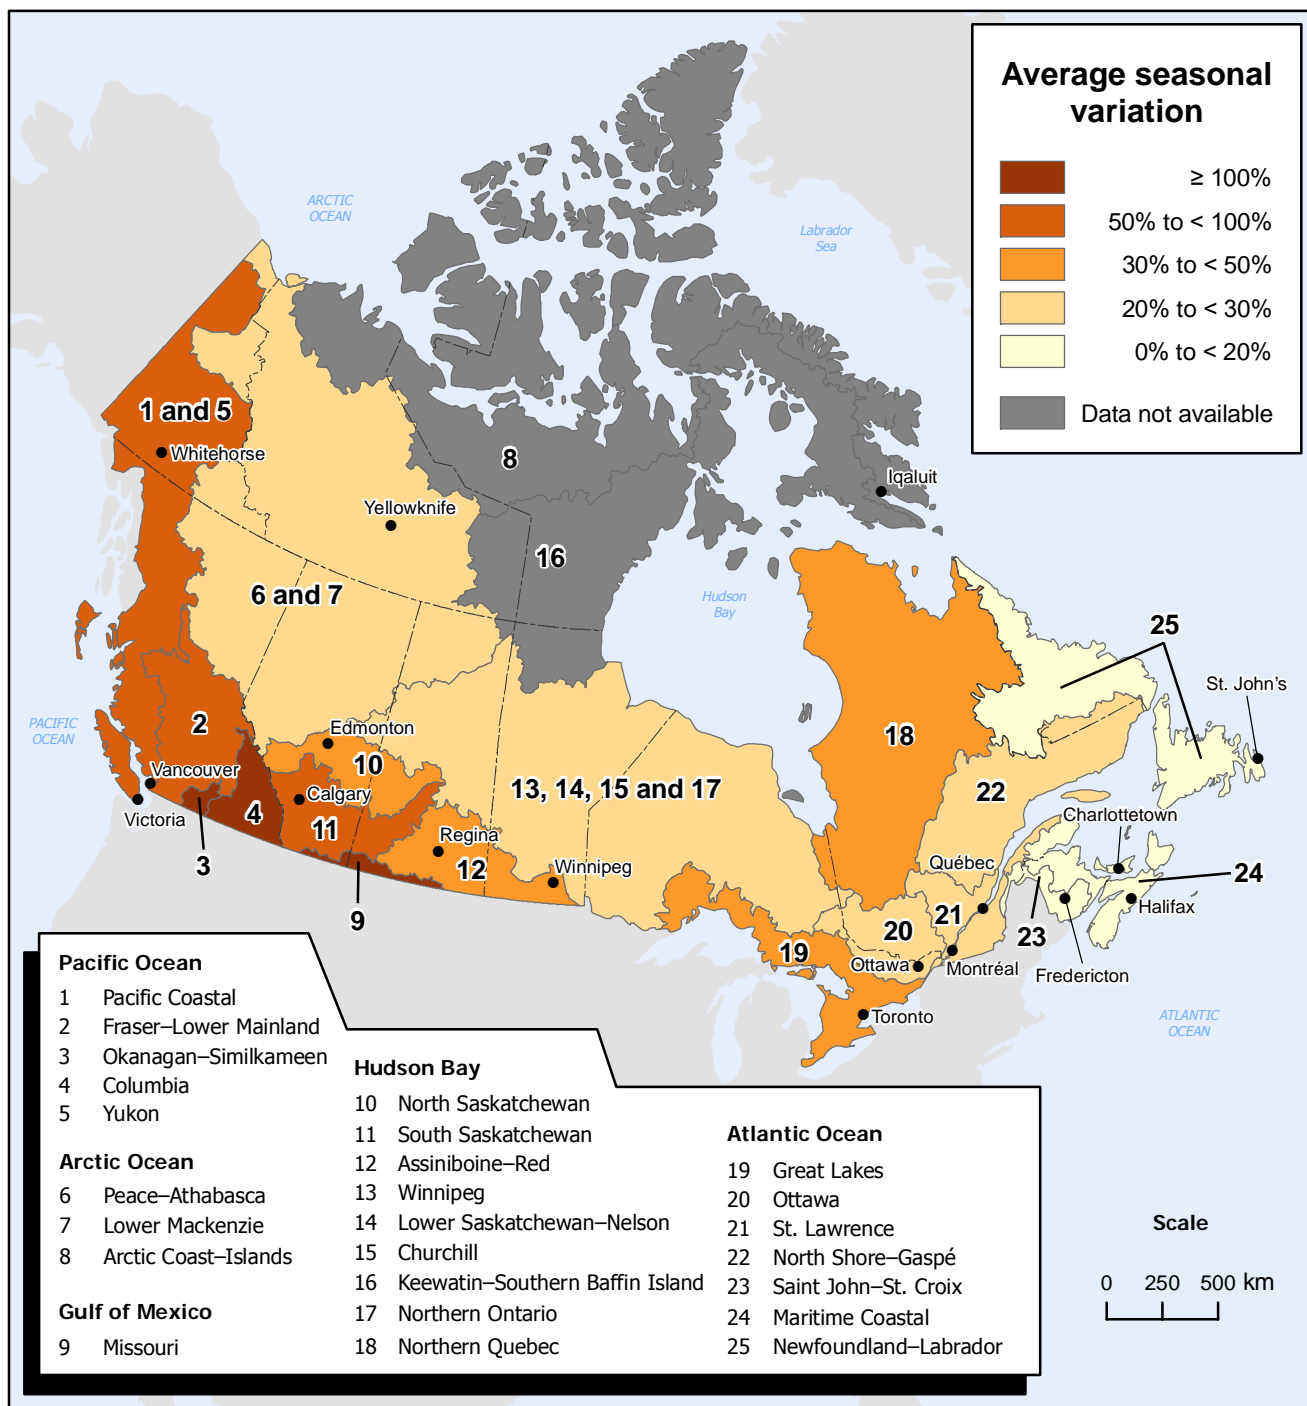 Average seasonal
variation
≥ 100%
50% to < 100%
30% to < 50%
20% to < 30%
0% to < 20%
Data not available
ARCTIC
OCEAN
Labrador
Sea
1 and 5
Whitehorse
8
Iqaluit
Yellowknife
16
6 and 7
Hudson
Bay
25
St. John's
PACIFIC
OCEAN
2
Edmonton
10
18
Vancouver
Calgary
13, 14, 15 and 17
22
Victoria
4
11
Regina
Charlottetown
3
12
Winnipeg
Québec
24
9
21
Halifax
20
23
19
Ottawa
Montréal
Fredericton
Toronto
ATLANTIC
OCEAN
Pacific Ocean
1 Pacific Coastal
2 Fraser–Lower Mainland
3 Okanagan–Similkameen
4 Columbia
5 Yukon
Arctic Ocean
6 Peace–Athabasca
7 Lower Mackenzie
8 Arctic Coast–Islands
Gulf of Mexico
9 Missouri
Hudson Bay
10 North Saskatchewan
11 South Saskatchewan
12 Assiniboine–Red
13 Winnipeg
14 Lower Saskatchewan–Nelson
15 Churchill
16 Keewatin–Southern Baffin Island
17 Northern Ontario
18 Northern Quebec
Atlantic Ocean
19 Great Lakes
20 Ottawa
21 St. Lawrence
22 North Shore–Gaspé
23 Saint John–St. Croix
24 Maritime Coastal
25 Newfoundland–Labrador
Scale
0 250 500 km